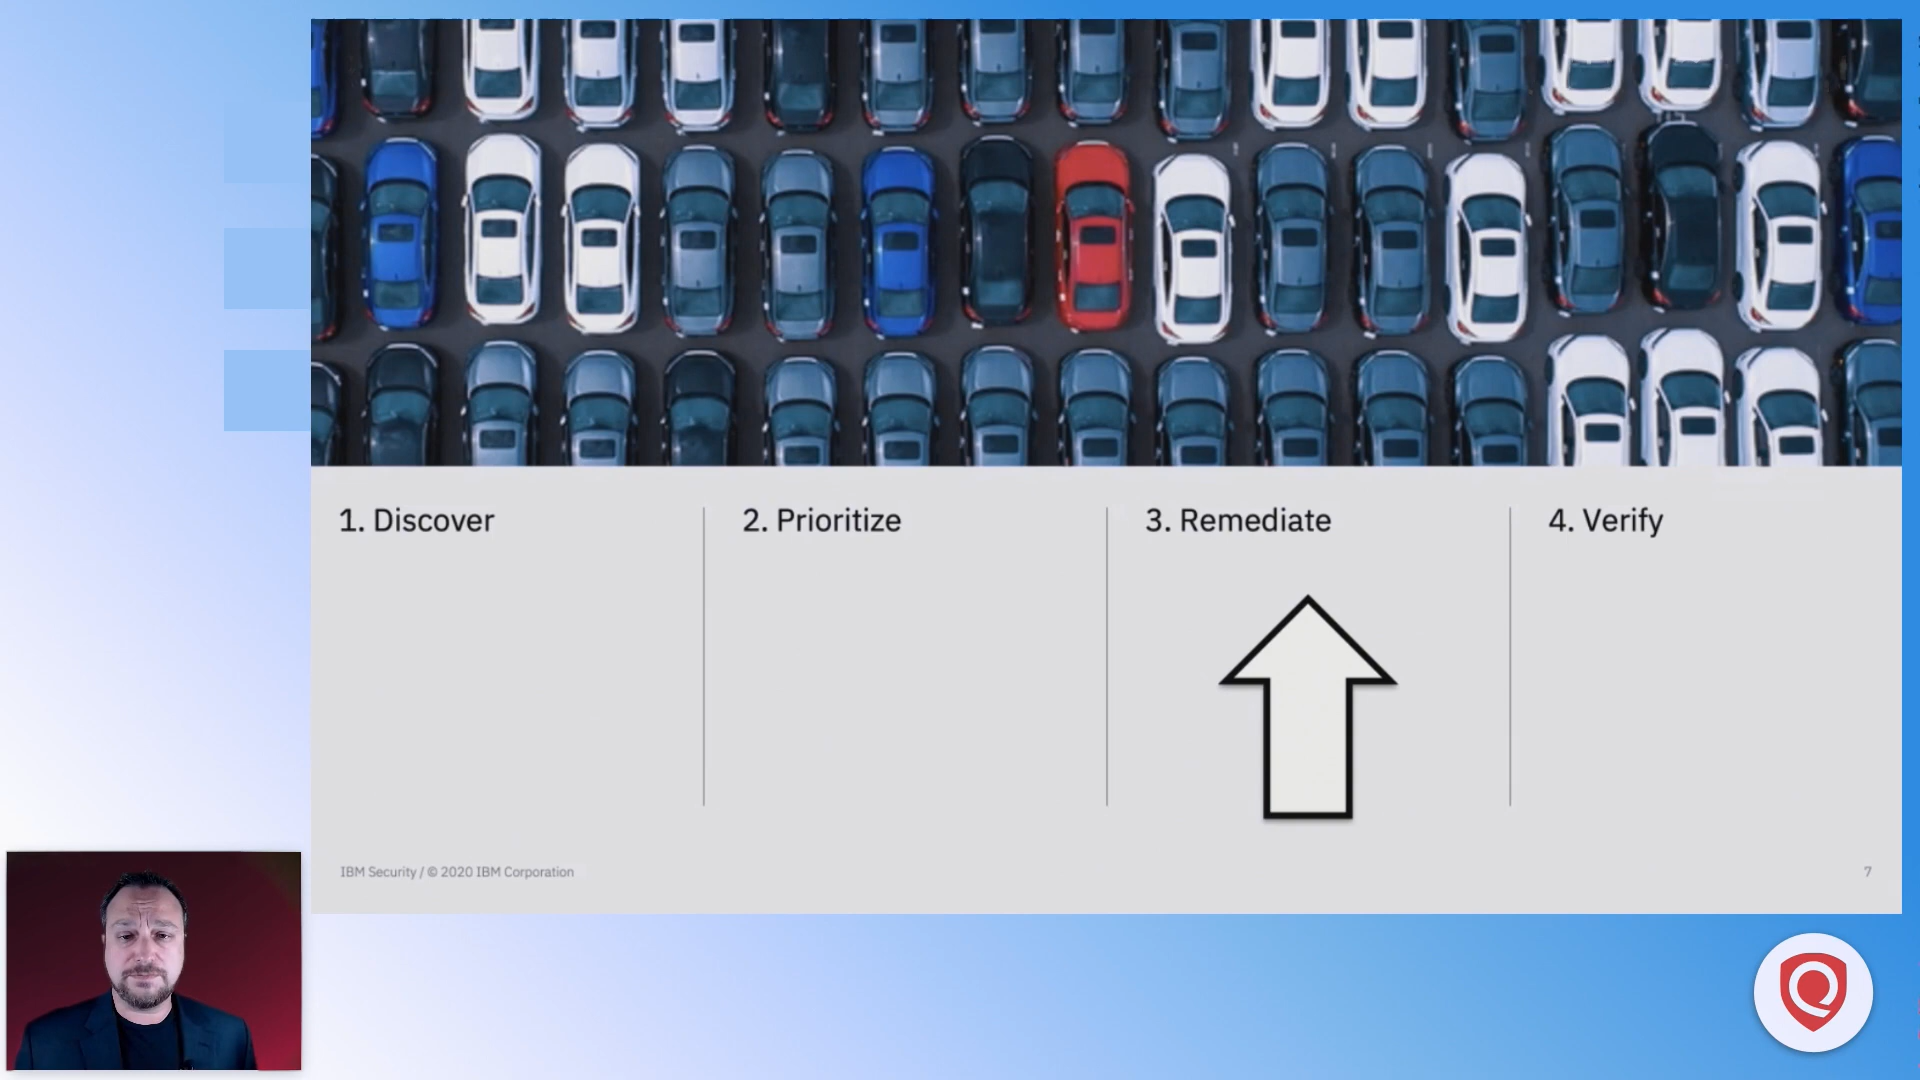 1. Discover
2. Prioritize
3. Remediate
4. Verify
IBM Security / © 2020 IBM Corporation
7